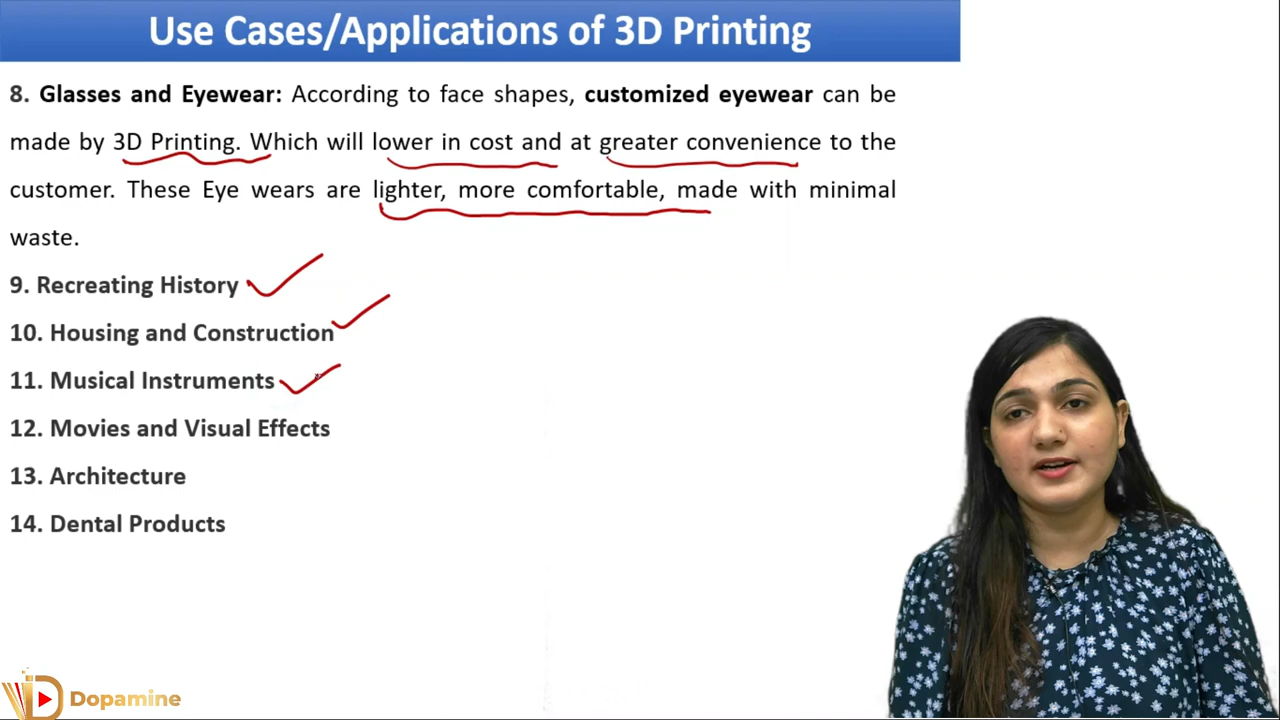 Use Cases/Applications of 3D Printing
8. Glasses and Eyewear: According to face shapes, customized eyewear can be
made by 3D Printing. Which will lower in cost and at greater convenience to the
customer. These Eye wears are lighter, more comfortable, made with minimal
waste.
9. Recreating History
10. Housing and Construction
11. Musical Instruments
12. Movies and Visual Effects
13. Architecture
14. Dental Products
Dopamine